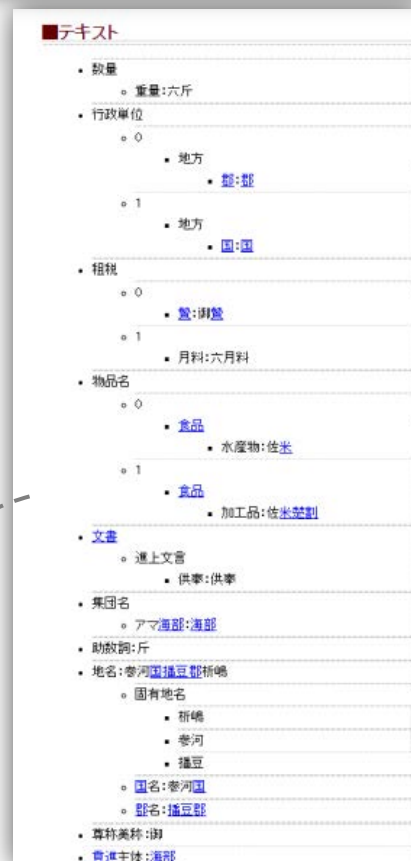 ■テキスト
数量
重量:六斤
行政単位
0
地方
郡:郡
1
地方
国:国
租税
0
贄:御贄
1
月料:六月料
物品名
0
食品
水産物:佐米
1
食品
加工品:佐米楚割
文書
進上文言
供奉:供奉
集団名
アマ海部:海部
助数詞:斤
地名:参河国播豆郡析嶋
固有地名
析嶋
参河
播豆
国名:参河国
郡名:播豆郡
尊称美称:御
貢進主体:海部